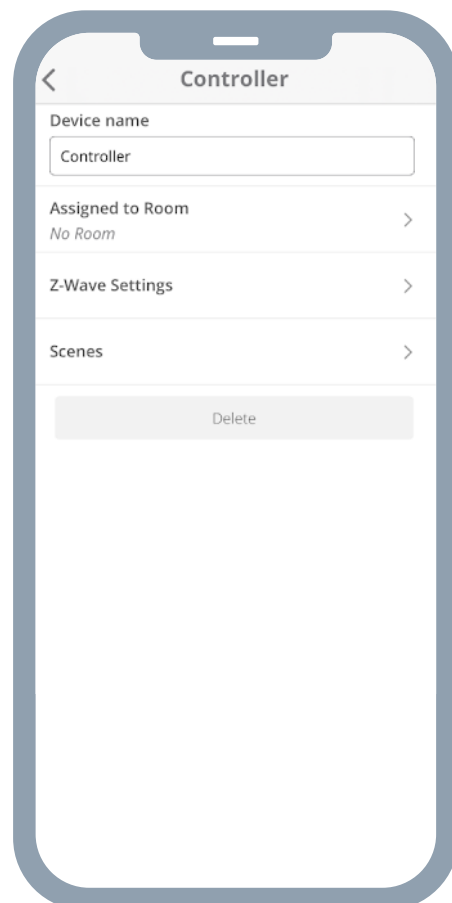 Controller
Device name
Controller
Assigned to Room
No Room
Z-Wave Settings
Scenes
Delete